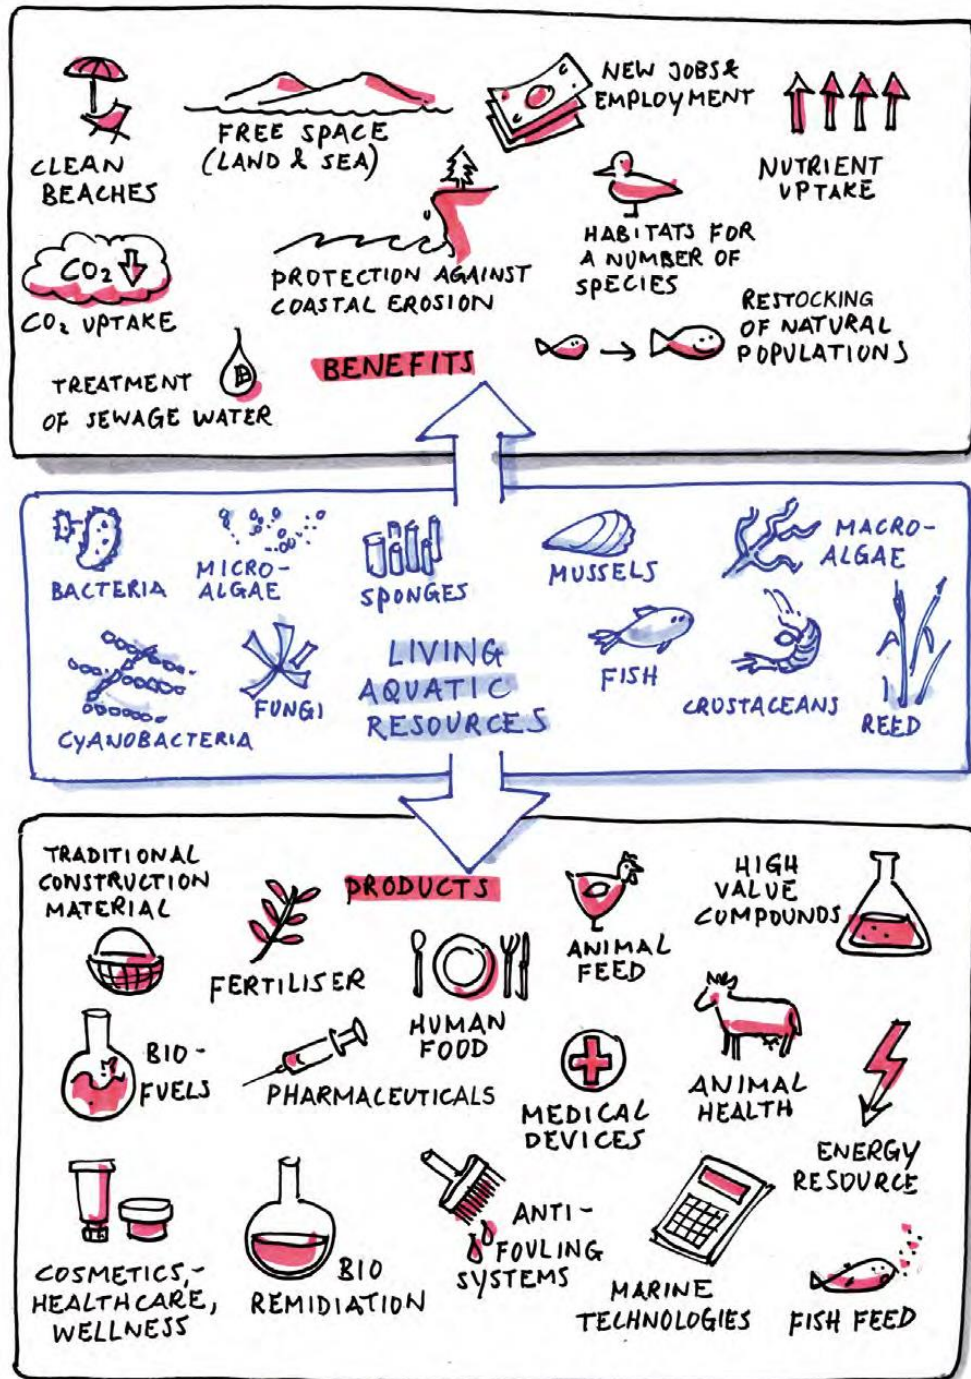 CLEAN
BEACHES
FREE SPACE
(LAND & SEA)
NEW JOBS &
EMPLOYMENT
NUTRIENT
UPTAKE
CO2
CO2 UPTAKE
PROTECTION AGAINST
COASTAL EROSION
HABITATS FOR
A NUMBER OF
SPECIES
RESTOCKING
OF NATURAL
POPULATIONS
TREATMENT
OF SEWAGE WATER
BENEFITS
BACTERIA
MICRO-
ALGAE
SPONGES
MUSSELS
MACRO-
ALGAE
CYANOBACTERIA
FUNGI
LIVING
AQUATIC
RESOURCES
FISH
CRUSTACEANS
REED
TRADITIONAL
CONSTRUCTION
MATERIAL
PRODUCTS
FERTILISER
HUMAN
FOOD
ANIMAL
FEED
HIGH
VALUE
COMPOUNDS
BIO-
FUELS
PHARMACEUTICALS
MEDICAL
DEVICES
ANIMAL
HEALTH
ENERGY
RESOURCE
COSMETICS,-
HEALTHCARE,
WELLNESS
BIO
REMIDIATION
ANTI-
FOULING
SYSTEMS
MARINE
TECHNOLOGIES
FISH FEED